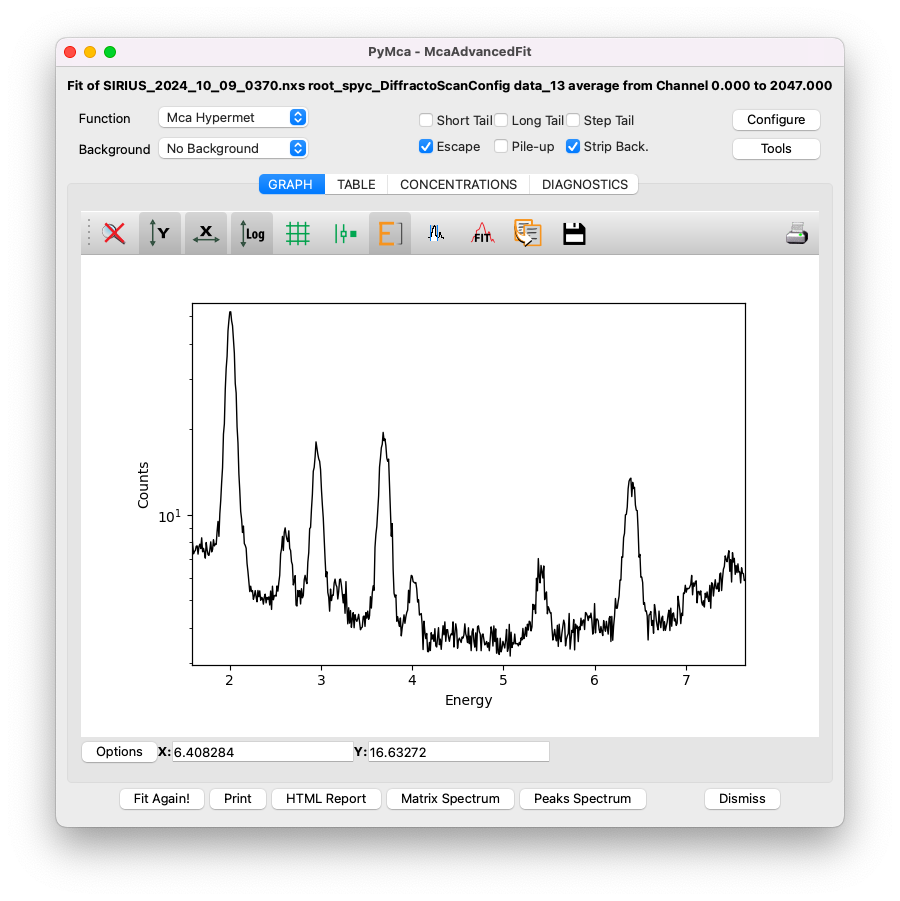 PyMca - McaAdvancedFit
Fit of SIRIUS_2024_10_09_0370.nxs root_spyc_DiffractoScanConfig data_13 average from Channel 0.000 to 2047.000
Function Mca Hypermet Short Tail Long Tail Step Tail Configure
Background No Background Escape Pile-up Strip Back. Tools
GRAPH TABLE CONCENTRATIONS DIAGNOSTICS
Y X Log E FIT
Counts
10¹
2 3 4 5 6 7
Energy
Options X: 6.408284 Y: 16.63272
Fit Again! Print HTML Report Matrix Spectrum Peaks Spectrum Dismiss